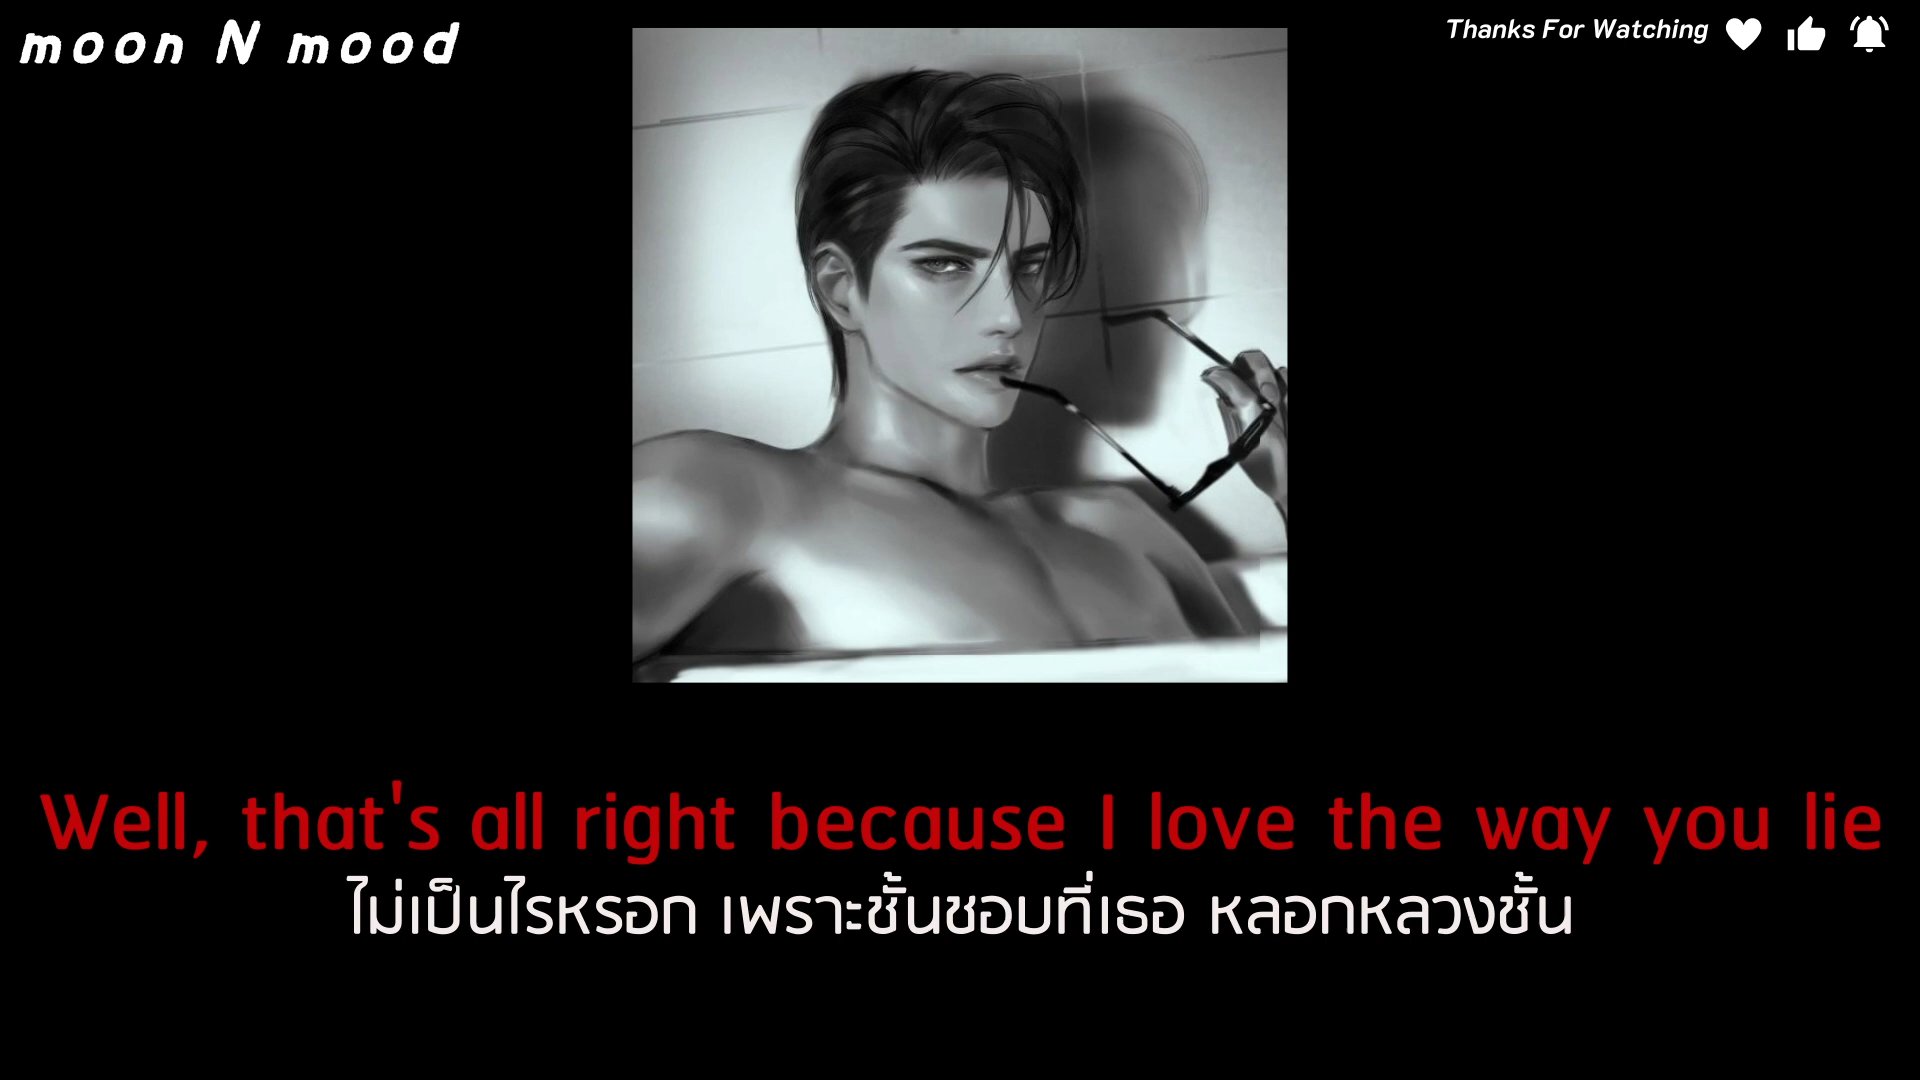 moon N mood
Thanks For Watching
Well, that's all right because I love the way you lie
ไม่เป็นไรหรอก เพราะชั้นชอบที่เธอ หลอกหลวงชั้น